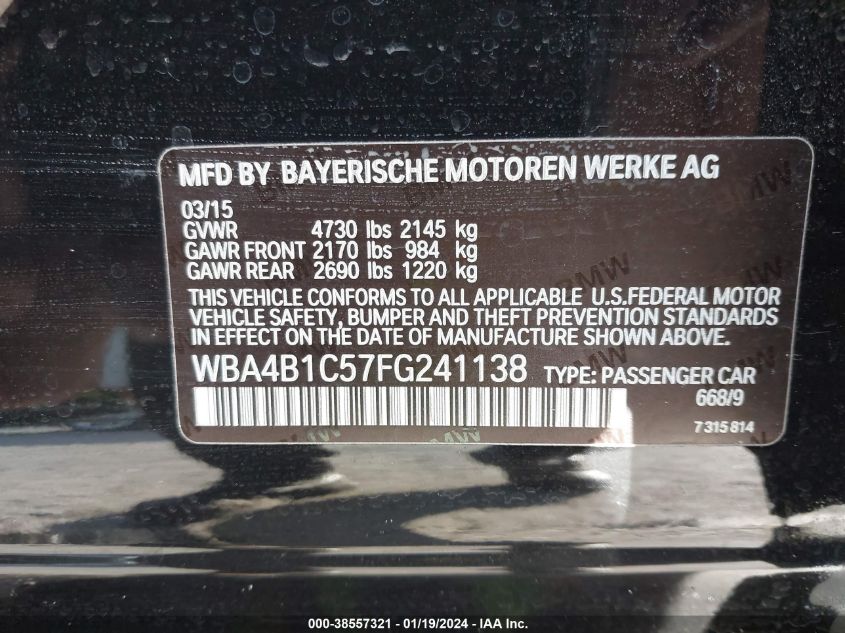 MFD BY BAYERISCHE MOTOREN WERKE AG
03/15
GVWR 4730 lbs 2145 kg
GAWR FRONT 2170 lbs 984 kg
GAWR REAR 2690 lbs 1220 kg
THIS VEHICLE CONFORMS TO ALL APPLICABLE U.S.FEDERAL MOTOR
VEHICLE SAFETY, BUMPER AND THEFT PREVENTION STANDARDS
IN EFFECT ON THE DATE OF MANUFACTURE SHOWN ABOVE.
WBA4B1C57FG241138 TYPE: PASSENGER CAR
668/9
7 315 814
000-38557321 - 01/19/2024 - IAA Inc.